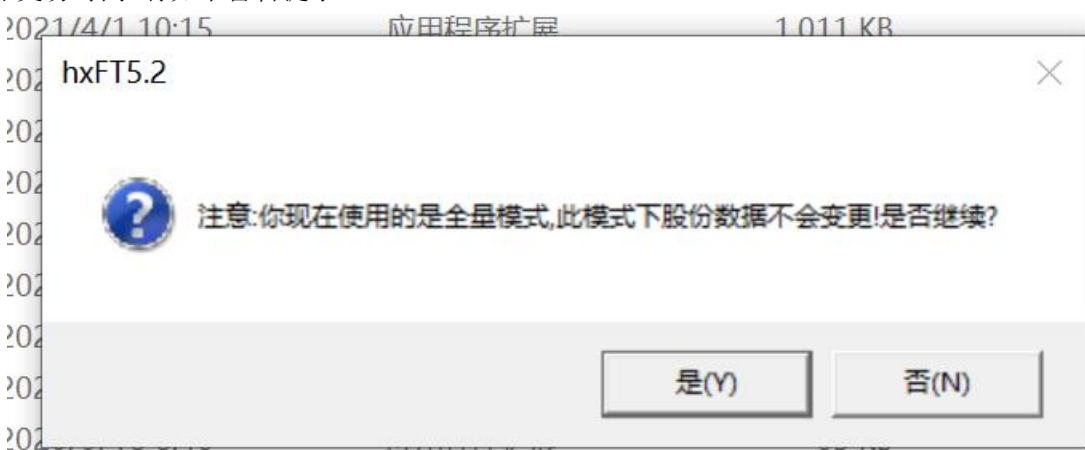 2021/4/1 10:15 应用程序扩展 1,011 KB
hxFT5.2
注意:你现在使用的是全量模式,此模式下股份数据不会变更!是否继续?
是(Y) 否(N)